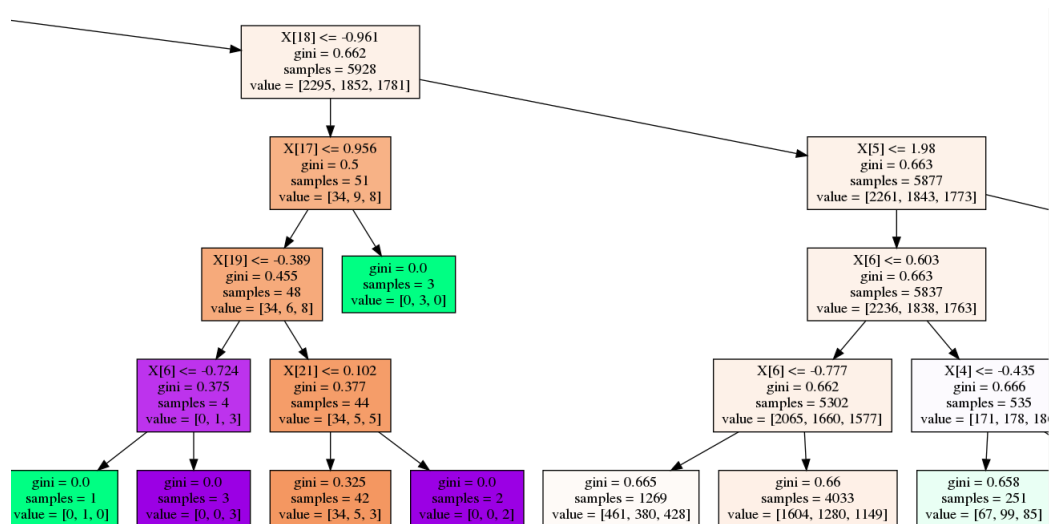 X[18] <= -0.961
gini = 0.662
samples = 5928
value = [2295, 1852, 1781]
X[17] <= 0.956
gini = 0.5
samples = 51
value = [34, 9, 8]
X[5] <= 1.98
gini = 0.663
samples = 5877
value = [2261, 1843, 1773]
X[19] <= -0.389
gini = 0.455
samples = 48
value = [34, 6, 8]
gini = 0.0
samples = 3
value = [0, 3, 0]
X[6] <= 0.603
gini = 0.663
samples = 5837
value = [2236, 1838, 1763]
X[6] <= -0.724
gini = 0.375
samples = 4
value = [0, 1, 3]
X[21] <= 0.102
gini = 0.377
samples = 44
value = [34, 5, 5]
X[6] <= -0.777
gini = 0.662
samples = 5302
value = [2065, 1660, 1577]
X[4] <= -0.435
gini = 0.666
samples = 535
value = [171, 178,
gini = 0.0
samples = 1
value = [0, 1, 0]
gini = 0.0
samples = 3
value = [0, 0, 3]
gini = 0.325
samples = 42
value = [34, 5, 3]
gini = 0.0
samples = 2
value = [0, 0, 2]
gini = 0.665
samples = 1269
value = [461, 380, 428]
gini = 0.66
samples = 4033
value = [1604, 1280, 1149]
gini = 0.658
samples = 251
value = [67, 99, 85]